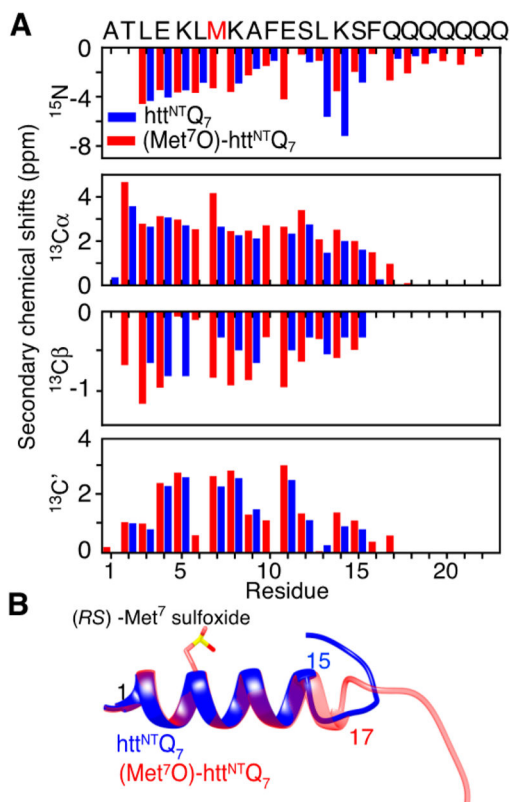 A ATLEKLMKAFESLKSFQQQQQQQ
Secondary chemical shifts (ppm)
¹⁵N
0
-4
-8
httᴺᵀQ₇
(Met⁷O)-httᴺᵀQ₇
¹³Cα
4
2
0
¹³Cβ
0
-1
¹³C'
4
2
0
1 5 10 15 20
Residue
B
(RS) -Met⁷ sulfoxide
1
15
17
httᴺᵀQ₇
(Met⁷O)-httᴺᵀQ₇